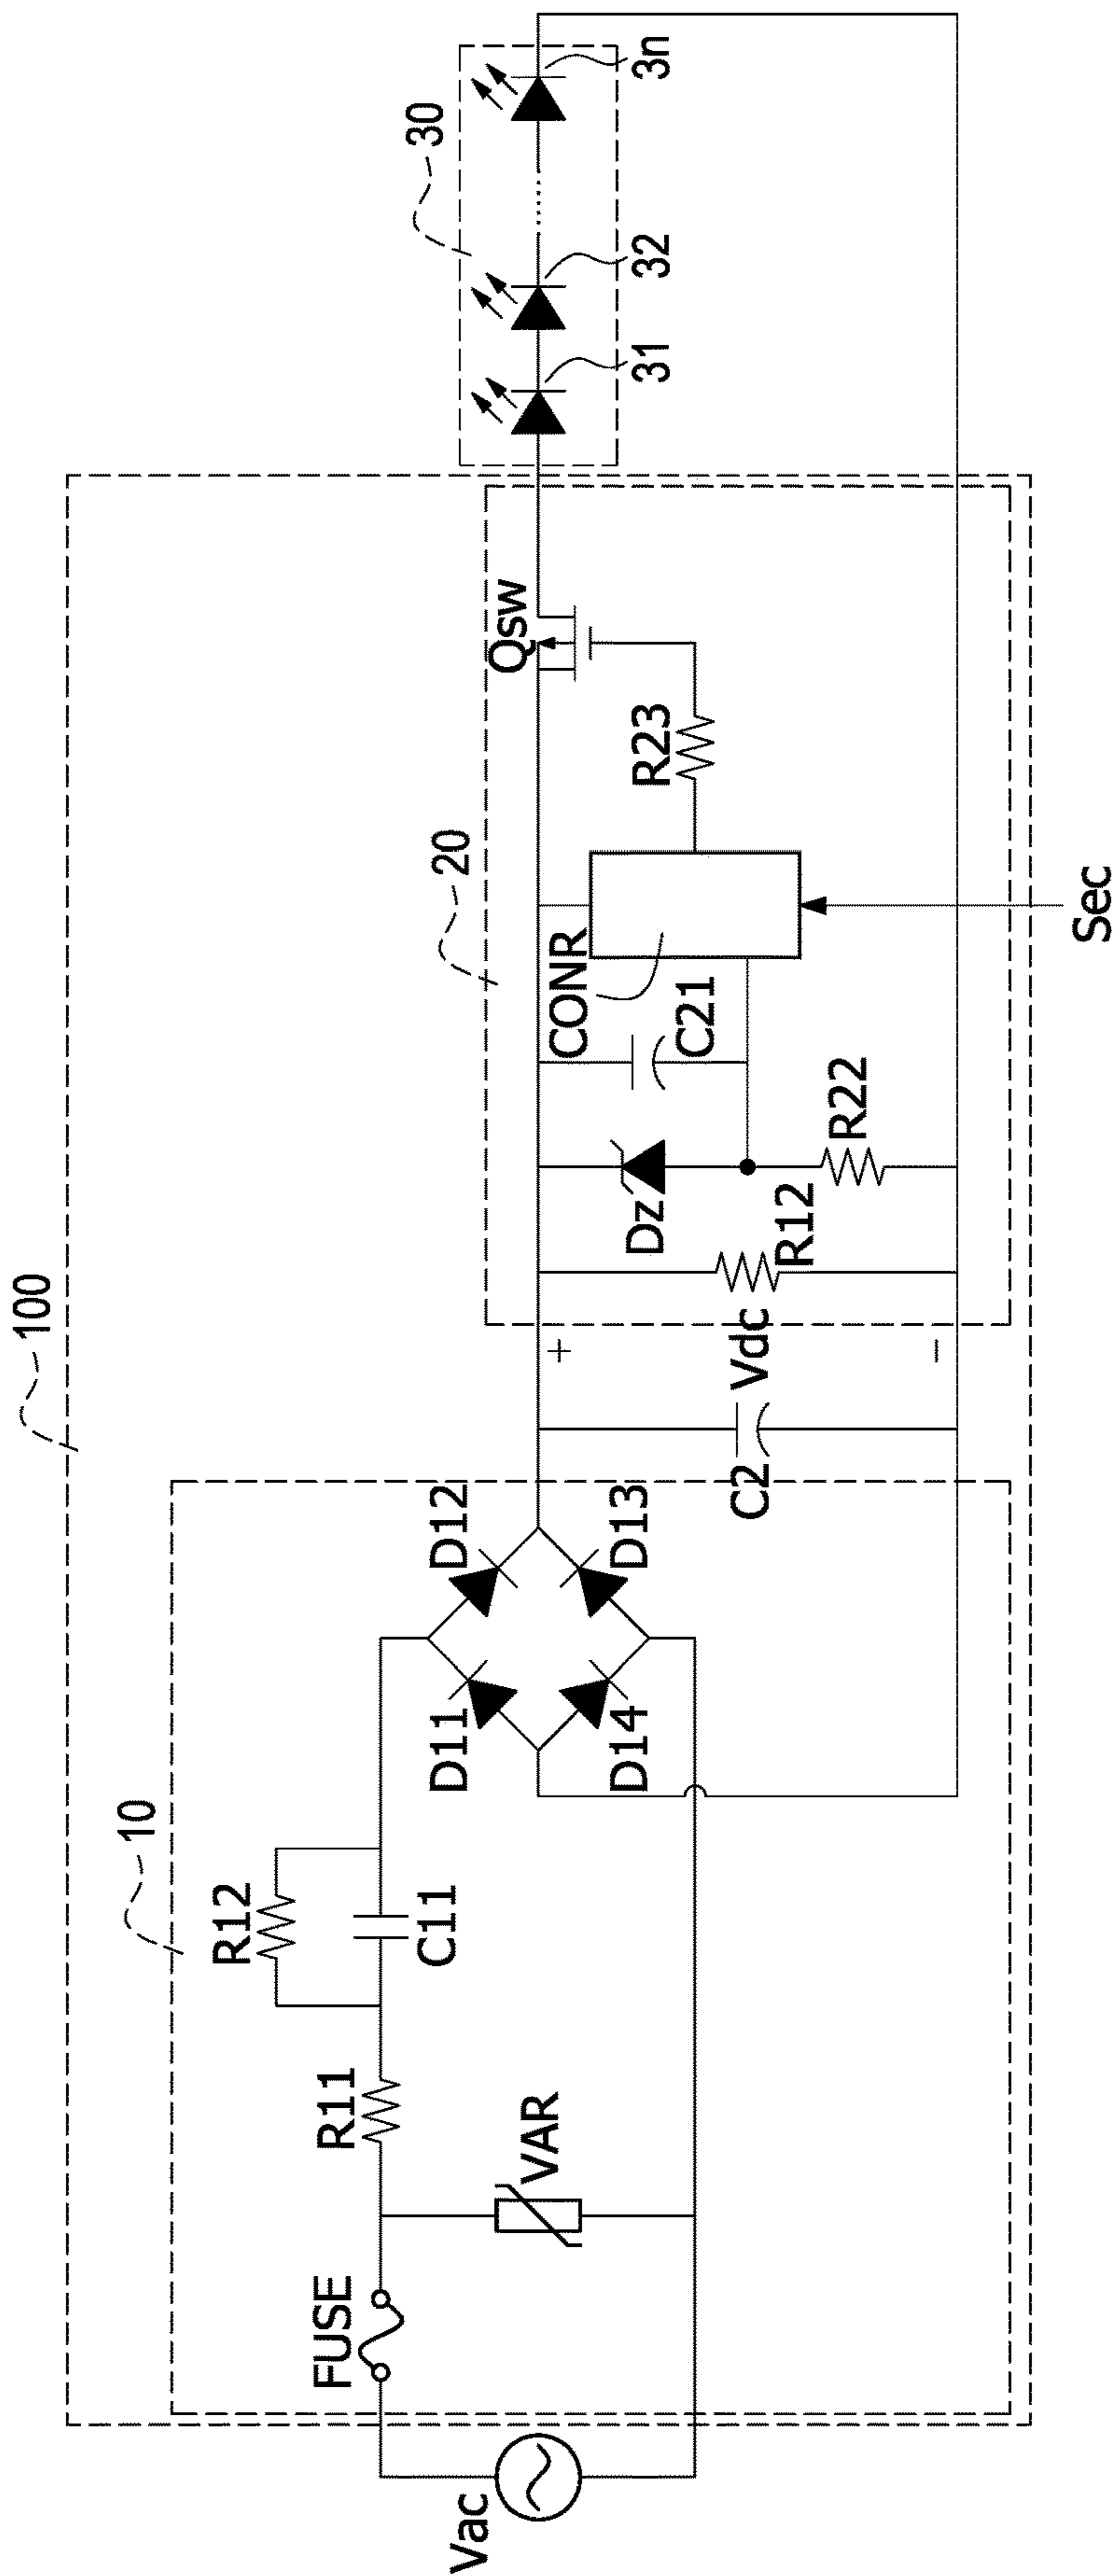 100
10
R12
FUSE
R11
C11
D12
D11
D13
D14
VAR
Vac
C2
+
Vdc
−
20
Qsw
CONR
R23
C21
Dz
R12
R22
Sec
30
31
32
3n